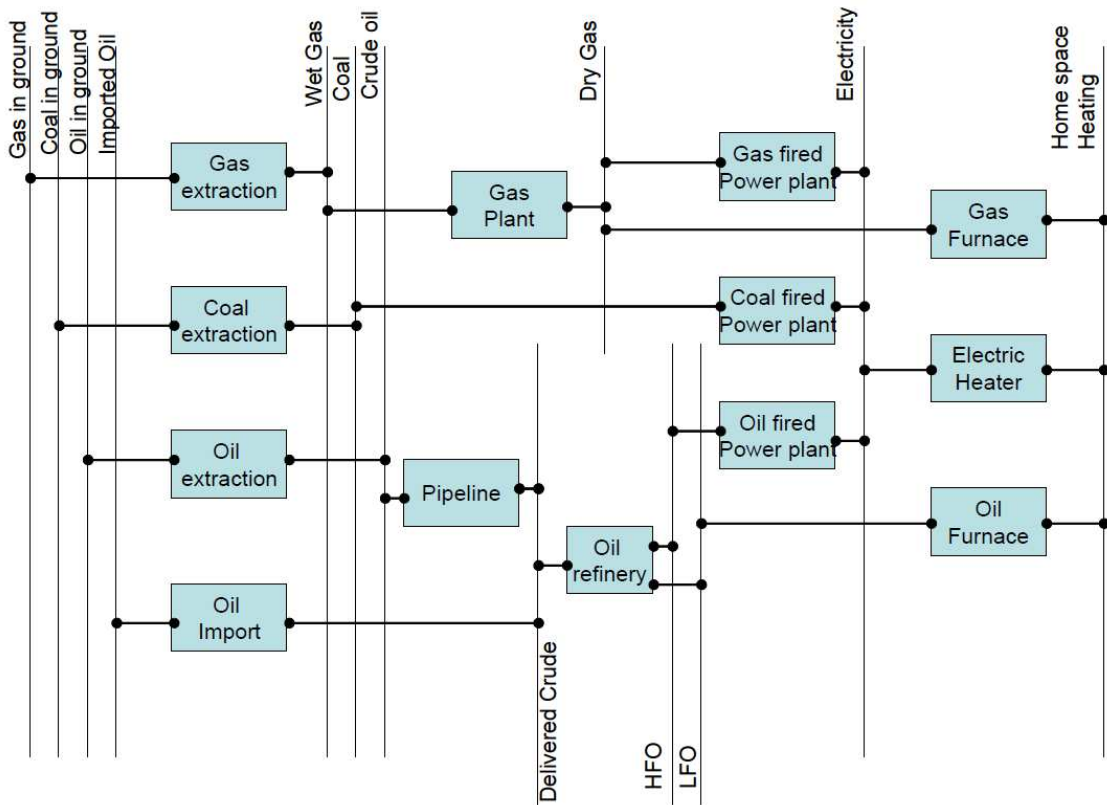 Gas in ground
Coal in ground
Oil in ground
Imported Oil
Wet Gas
Coal
Crude oil
Dry Gas
Electricity
Home space
Heating
Gas
extraction
Gas
Plant
Gas fired
Power plant
Gas
Furnace
Coal
extraction
Coal fired
Power plant
Electric
Heater
Oil
extraction
Pipeline
Oil fired
Power plant
Oil
refinery
Oil
Furnace
Oil
Import
Delivered Crude
HFO
LFO